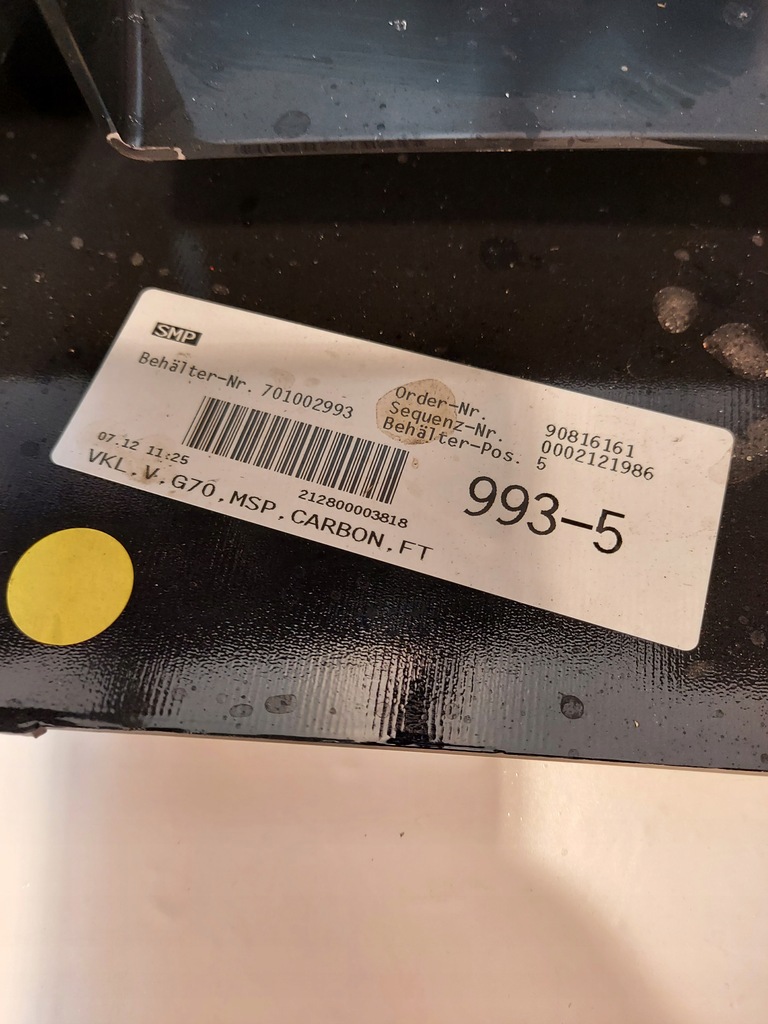 SMP
Behälter-Nr. 701002993
Order-Nr. 90816161
Sequenz-Nr. 0002121986
Behälter-Pos. 5
07.12 11:25
212800003818
993-5
VKL,V,G70,MSP,CARBON,FT